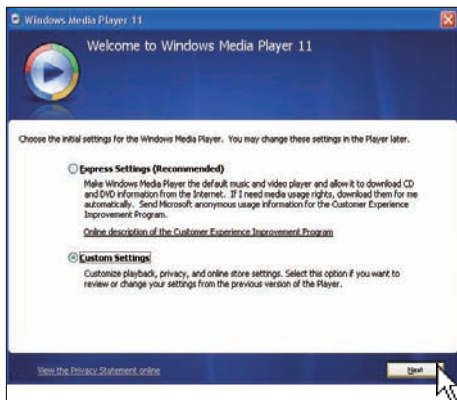 Windows Media Player 11
Welcome to Windows Media Player 11
Choose the initial settings for the Windows Media Player. You may change these settings in the Player later.
Express Settings (Recommended)
Make Windows Media Player the default music and video player and allow it to download CD
and DVD information from the Internet. If I need media usage rights, download them for me
automatically. Send Microsoft anonymous usage information for the Customer Experience
Improvement Program.
Online description of the Customer Experience Improvement Program
Custom Settings
Customize playback, privacy, and online store settings. Select this option if you want to
review or change your settings from the previous version of the Player.
View the Privacy Statement online
Next